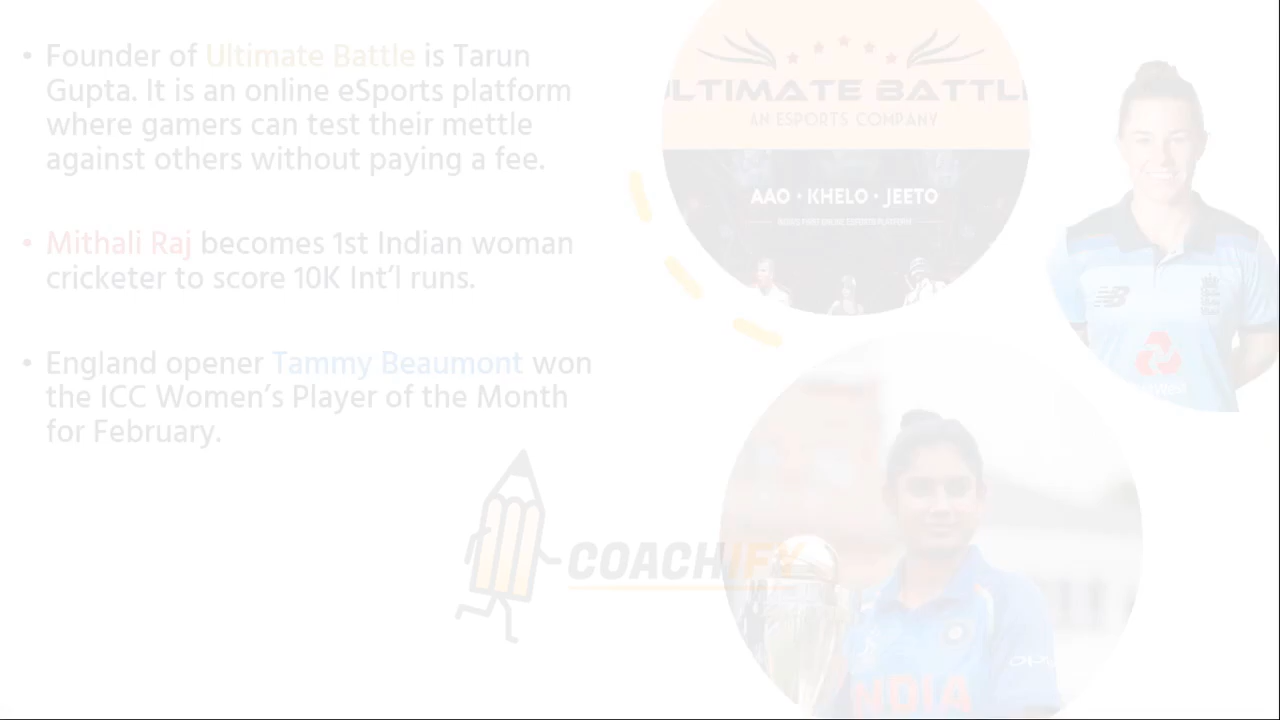 • Founder of Ultimate Battle is Tarun
Gupta. It is an online eSports platform
where gamers can test their mettle
against others without paying a fee.
• Mithali Raj becomes 1st Indian woman
cricketer to score 10K Int’l runs.
• England opener Tammy Beaumont won
the ICC Women’s Player of the Month
for February.
ULTIMATE BATTLE
AN ESPORTS COMPANY
AAO • KHELO • JEETO
COACHIFY
INDIA